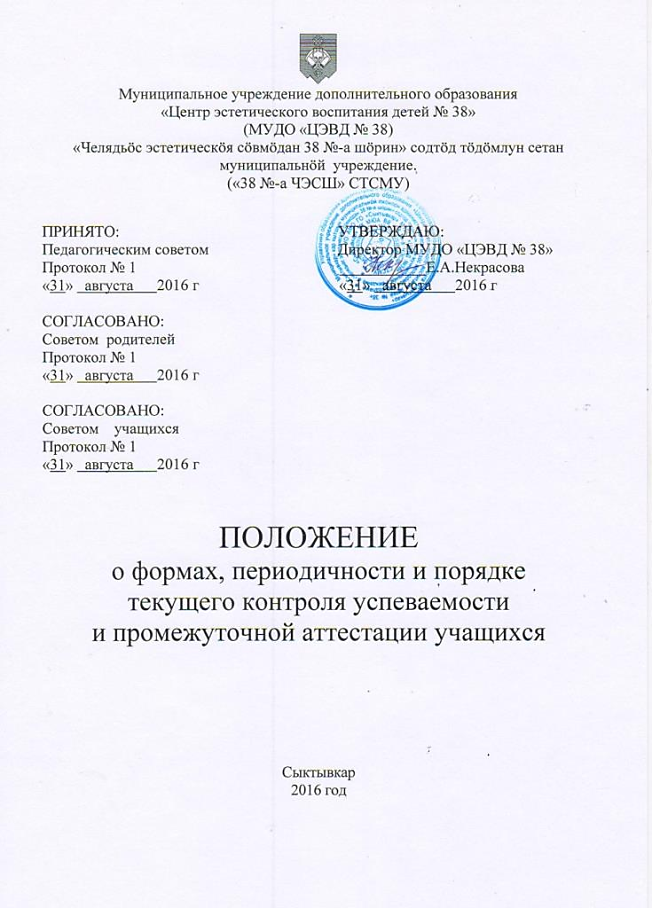 Муниципальное учреждение дополнительного образования
«Центр эстетического воспитания детей № 38»
(МУДО «ЦЭВД № 38)
«Челядьöс эстетическöя сöвмöдан 38 №-а шöрин» содтöд тöдöмлун сетан
муниципальнöй учреждение.
(«38 №-а ЧЭСШ» СТСМУ)
ПРИНЯТО:
Педагогическим советом
Протокол № 1
«31» августа 2016 г
УТВЕРЖДАЮ:
Директор МУДО «ЦЭВД № 38»
Е.А.Некрасова
«31» августа 2016 г
СОГЛАСОВАНО:
Советом родителей
Протокол № 1
«31» августа 2016 г
СОГЛАСОВАНО:
Советом учащихся
Протокол № 1
«31» августа 2016 г
ПОЛОЖЕНИЕ
о формах, периодичности и порядке
текущего контроля успеваемости
и промежуточной аттестации учащихся
Сыктывкар
2016 год